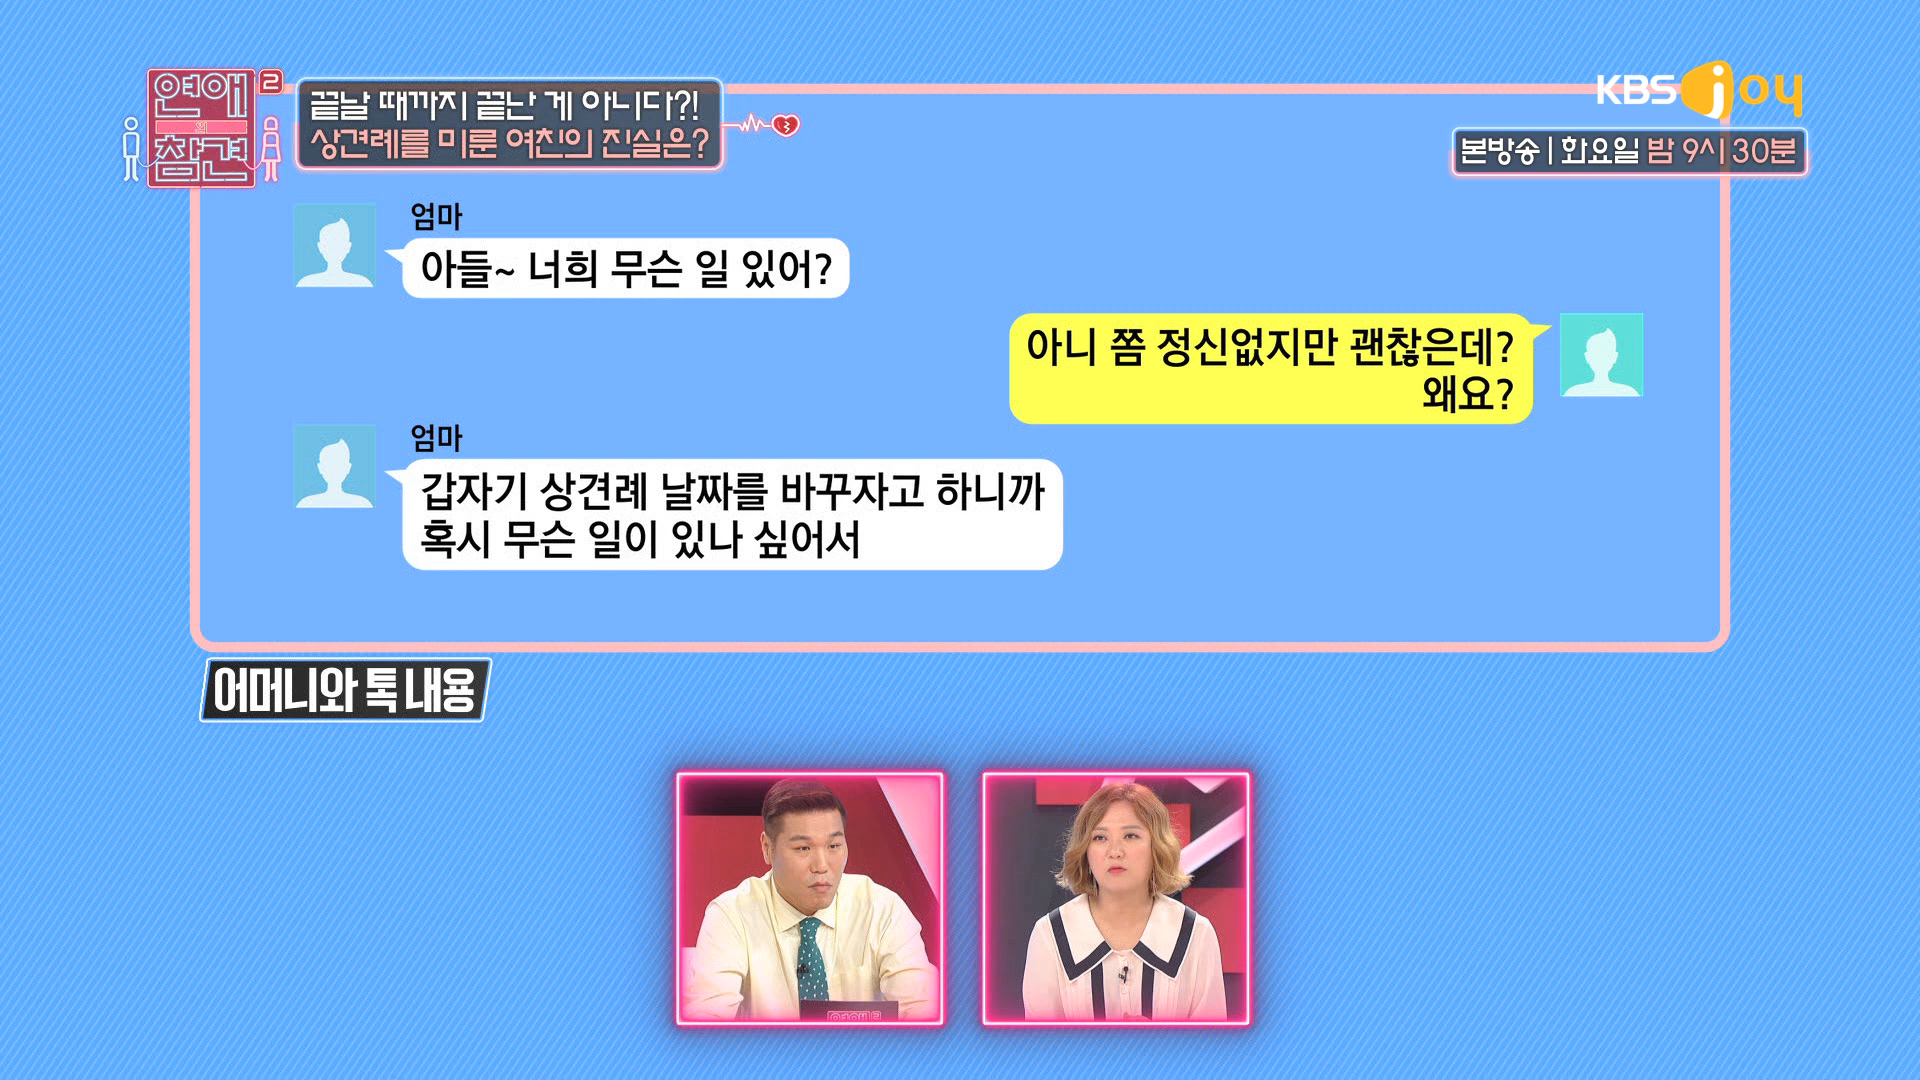 연애의 참견 2
끝날 때까지 끝난 게 아니다?!
상견례를 미룬 여친의 진실은?
KBS joy
본방송 | 화요일 밤 9시 30분
엄마
아들~ 너희 무슨 일 있어?
아니 쫌 정신없지만 괜찮은데?
왜요?
엄마
갑자기 상견례 날짜를 바꾸자고 하니까
혹시 무슨 일이 있나 싶어서
어머니와 톡 내용